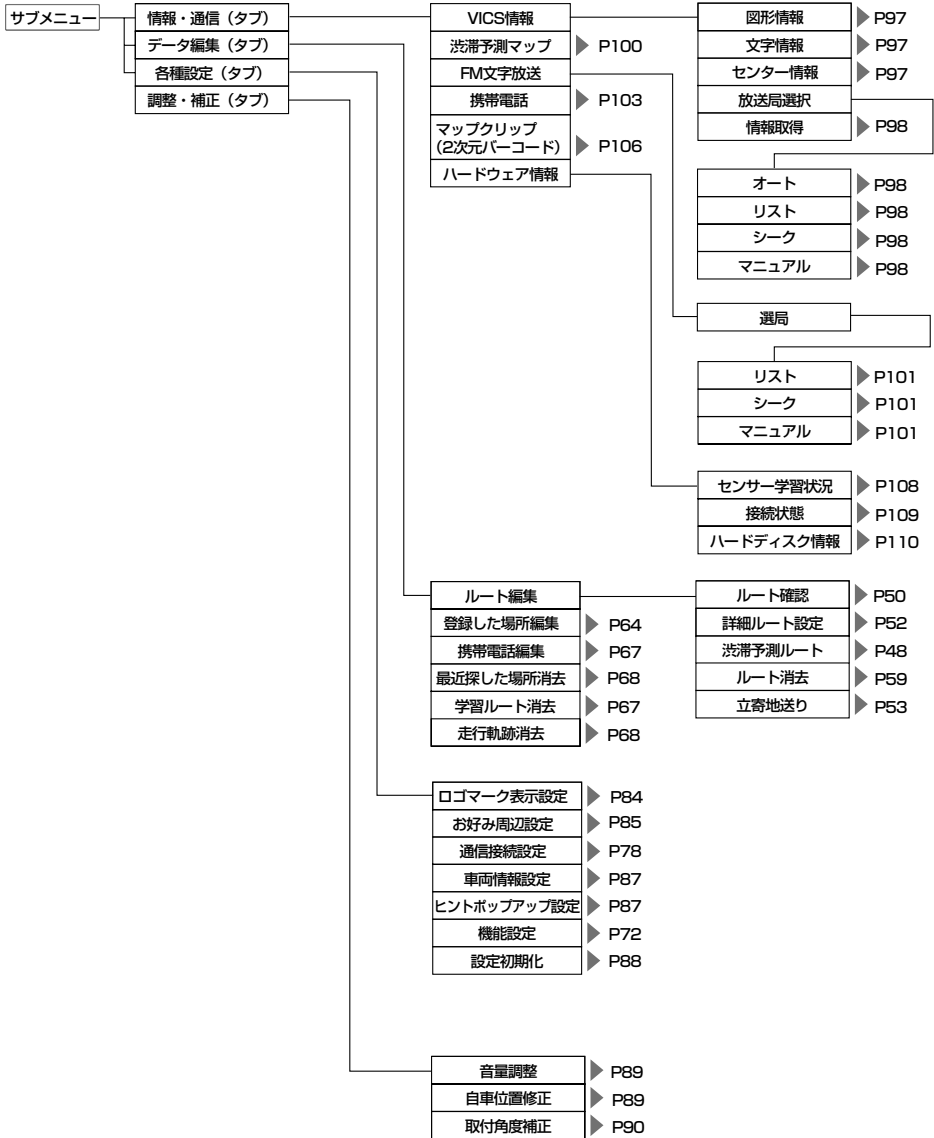 サブメニュー
情報・通信（タブ）
データ編集（タブ）
各種設定（タブ）
調整・補正（タブ）
VICS情報
渋滞予測マップ P100
FM文字放送
携帯電話 P103
マップクリップ
（2次元バーコード） P106
ハードウェア情報
図形情報 P97
文字情報 P97
センター情報 P97
放送局選択
情報取得 P98
オート P98
リスト P98
シーク P98
マニュアル P98
選局
リスト P101
シーク P101
マニュアル P101
センサー学習状況 P108
接続状態 P109
ハードディスク情報 P110
ルート編集
登録した場所編集 P64
携帯電話編集 P67
最近探した場所消去 P68
学習ルート消去 P67
走行軌跡消去 P68
ルート確認 P50
詳細ルート設定 P52
渋滞予測ルート P48
ルート消去 P59
立寄地送り P53
ロゴマーク表示設定 P84
お好み周辺設定 P85
通信接続設定 P78
車両情報設定 P87
ヒントポップアップ設定 P87
機能設定 P72
設定初期化 P88
音量調整 P89
自車位置修正 P89
取付角度補正 P90